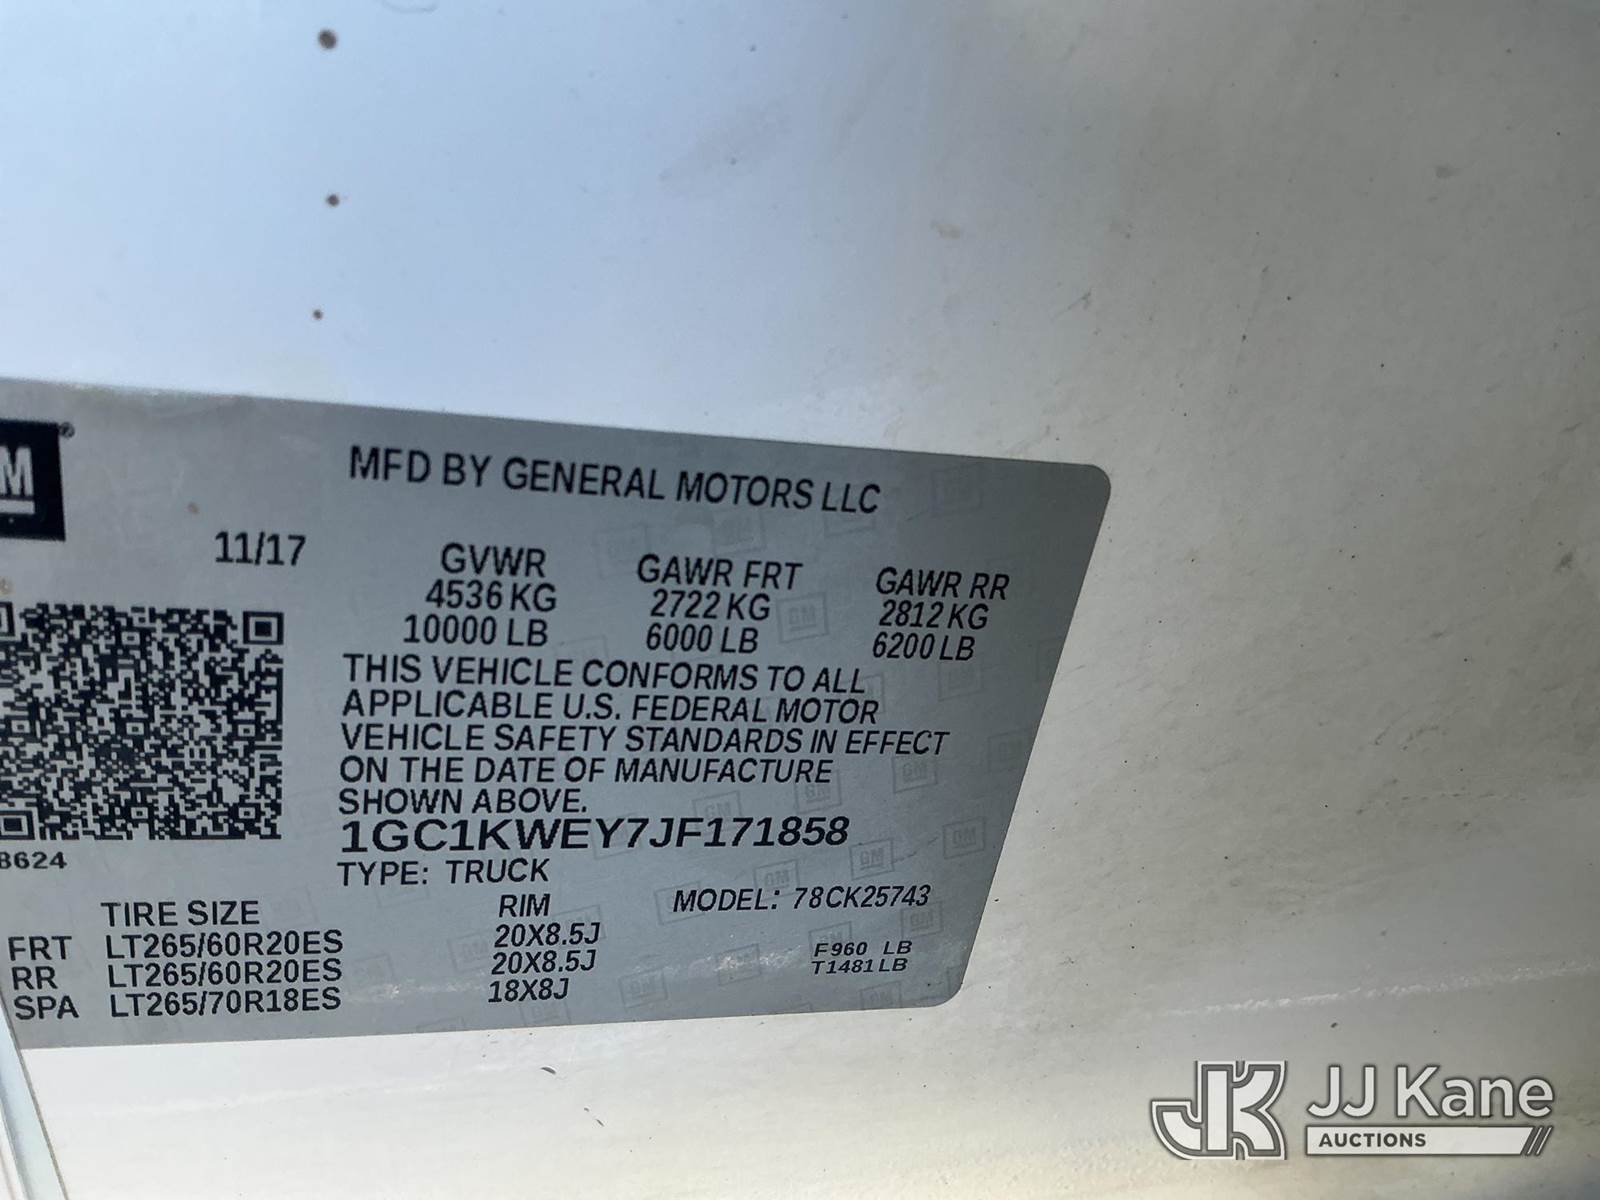 GM®
MFD BY GENERAL MOTORS LLC
11/17
GVWR GAWR FRT GAWR RR
4536 KG 2722 KG 2812 KG
10000 LB 6000 LB 6200 LB
THIS VEHICLE CONFORMS TO ALL
APPLICABLE U.S. FEDERAL MOTOR
VEHICLE SAFETY STANDARDS IN EFFECT
ON THE DATE OF MANUFACTURE
SHOWN ABOVE.
1GC1KWEY7JF171858
8624
TYPE: TRUCK
TIRE SIZE RIM MODEL: 78CK25743
FRT LT265/60R20ES 20X8.5J
RR LT265/60R20ES 20X8.5J
SPA LT265/70R18ES 18X8J
F960 LB
T1481LB
JK JJ Kane
AUCTIONS